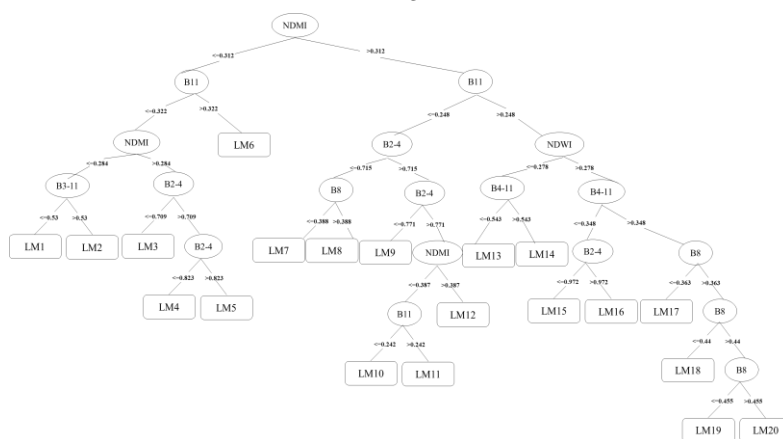 NDMI
<=0.312 >0.312
B11 B11
<=0.322 >0.322 <=0.248 >0.248
NDMI LM6 B2-4 NDWI
<=0.284 >0.284 <=0.715 >0.715 <=0.278 >0.278
B3-11 B2-4 B8 B2-4 B4-11 B4-11
<=0.53 >0.53 <=0.709 >0.709 <=0.388 >0.388 <=0.771 >0.771 <=0.543 >0.543 <=0.348 >0.348
LM1 LM2 LM3 B2-4 LM7 LM8 LM9 NDMI LM13 LM14 B2-4 B8
<=0.823 >0.823 <=0.387 >0.387 <=0.972 >0.972 <=0.363 >0.363
LM4 LM5 B11 LM12 LM15 LM16 LM17 B8
<=0.242 >0.242 <=0.44 >0.44
LM10 LM11 LM18 B8
<=0.455 >0.455
LM19 LM20